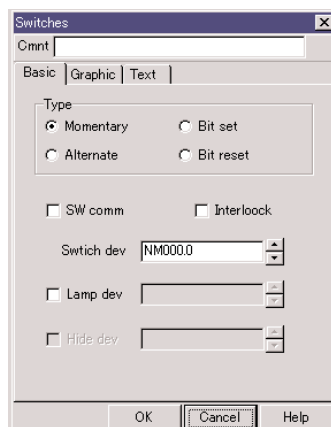 Switches
Cmnt
Basic Graphic Text
Type
Momentary Bit set
Alternate Bit reset
SW comm Interloock
Swtich dev NM000.0
Lamp dev
Hide dev
OK Cancel Help